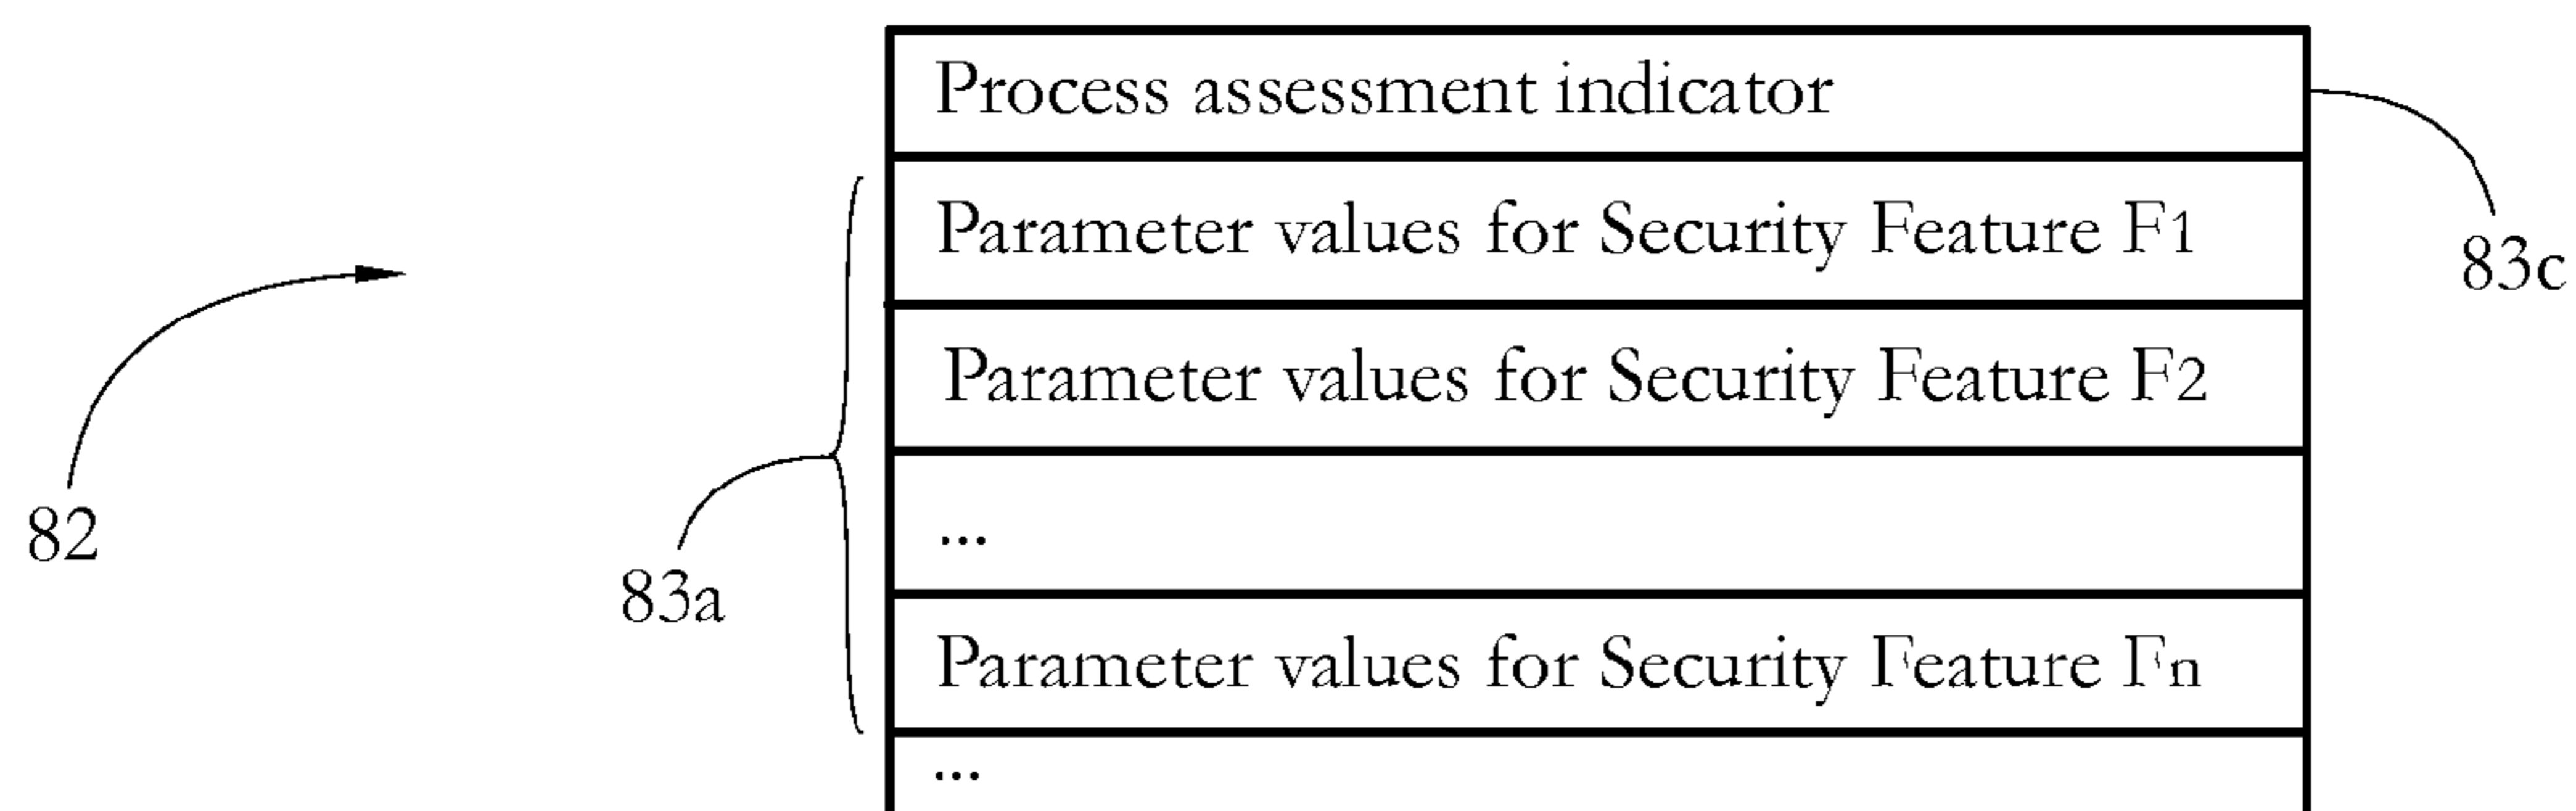 Process assessment indicator
Parameter values for Security Feature F1
83c
Parameter values for Security Feature F2
82
...
83a
Parameter values for Security Feature Fn
...